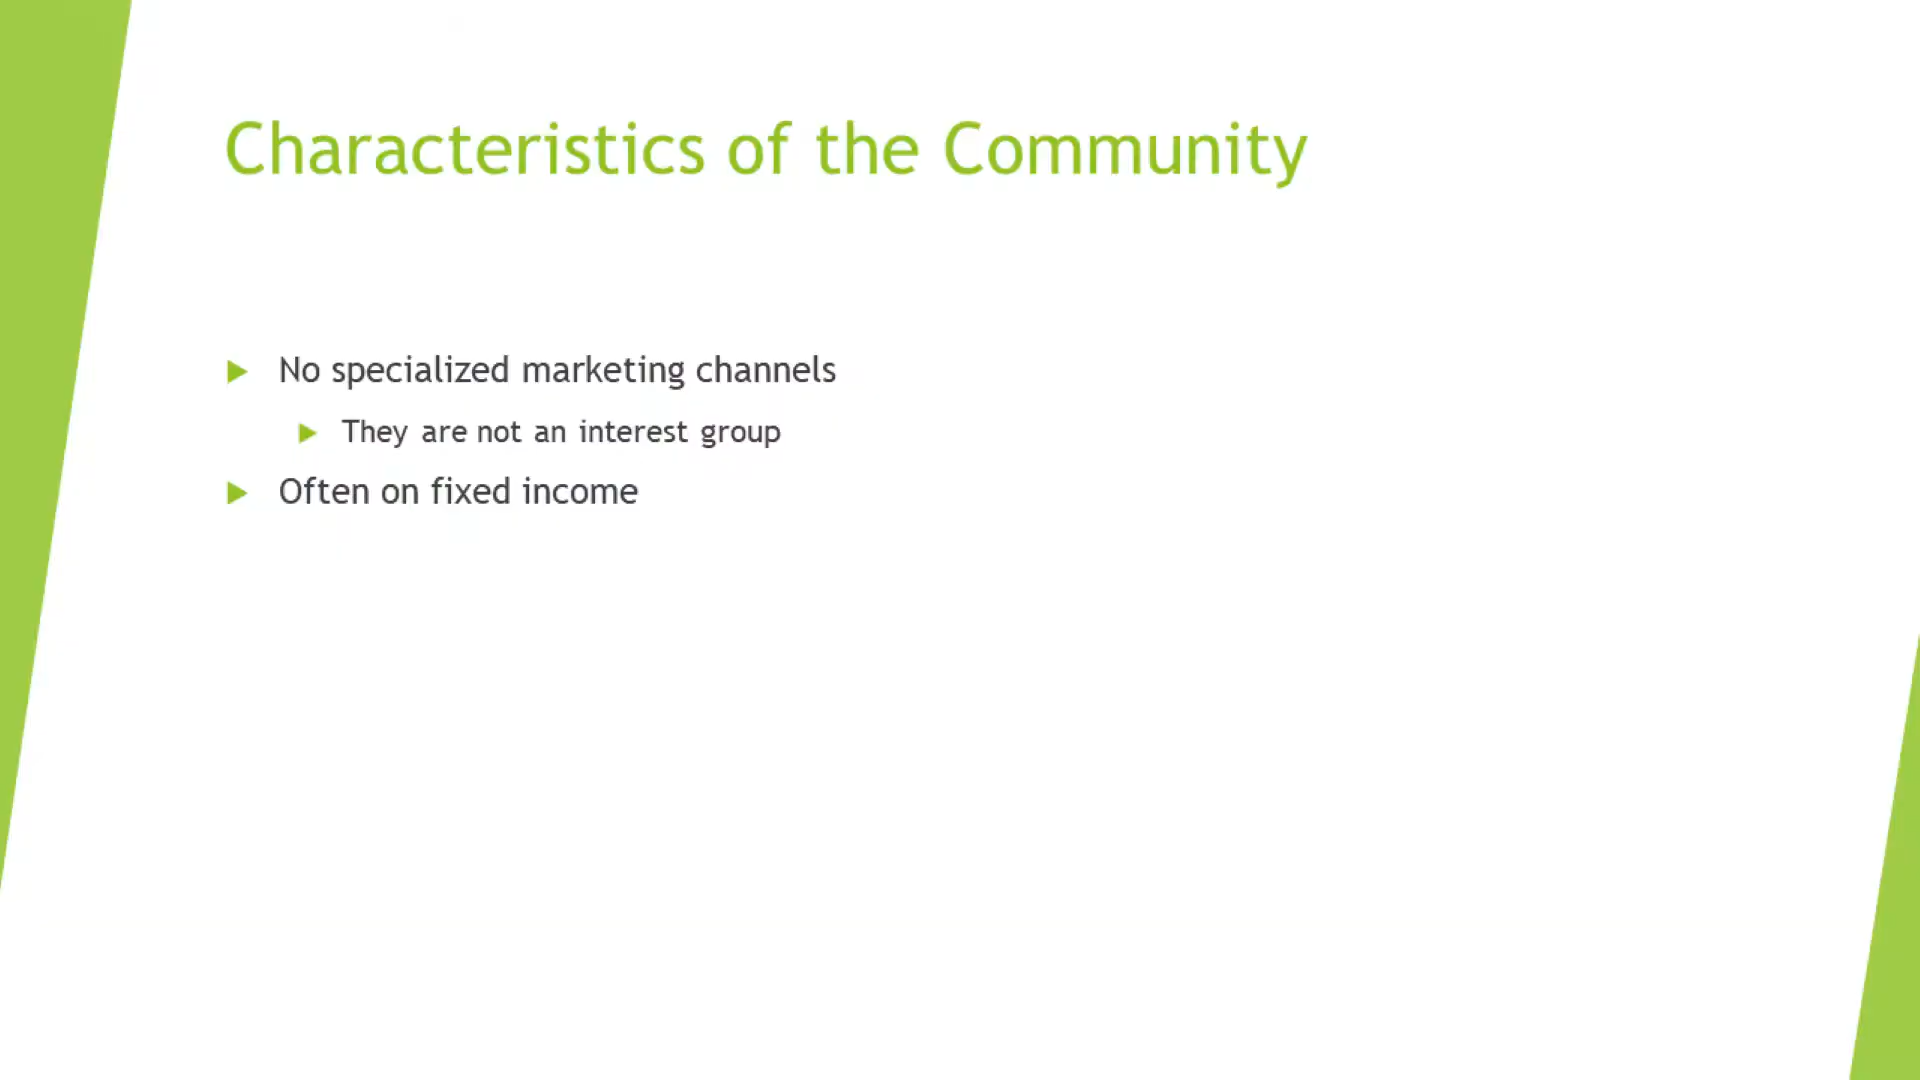 Characteristics of the Community
No specialized marketing channels
They are not an interest group
Often on fixed income